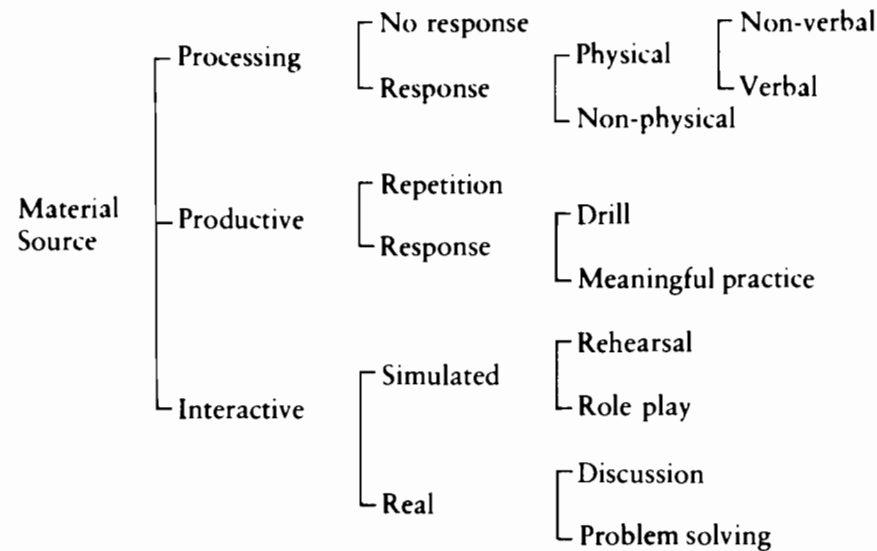 No response
Non-verbal
Processing
Physical
Response
Verbal
Non-physical
Repetition
Material
Source
Productive
Drill
Response
Meaningful practice
Rehearsal
Simulated
Interactive
Role play
Discussion
Real
Problem solving